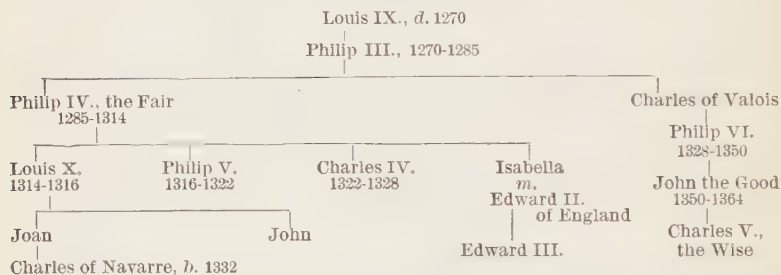 Louis IX., d. 1270
Philip III., 1270-1285
Philip IV., the Fair
1285-1314
Charles of Valois
Philip VI.
1328-1350
John the Good
1350-1364
Charles V.,
the Wise
Louis X.
1314-1316
Philip V.
1316-1322
Charles IV.
1322-1328
Isabella
m.
Edward II.
of England
Edward III.
Joan
John
Charles of Navarre, b. 1332